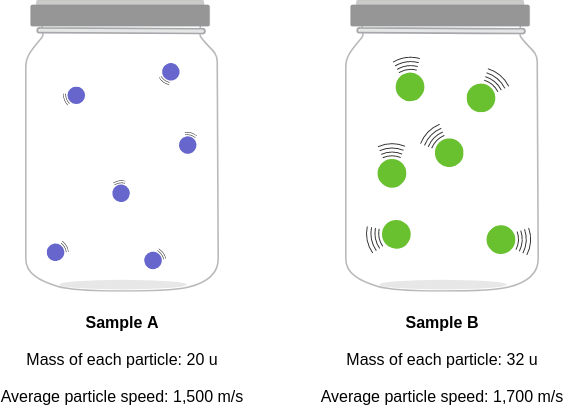 Sample A
Mass of each particle: 20 u
Average particle speed: 1,500 m/s
Sample B
Mass of each particle: 32 u
Average particle speed: 1,700 m/s